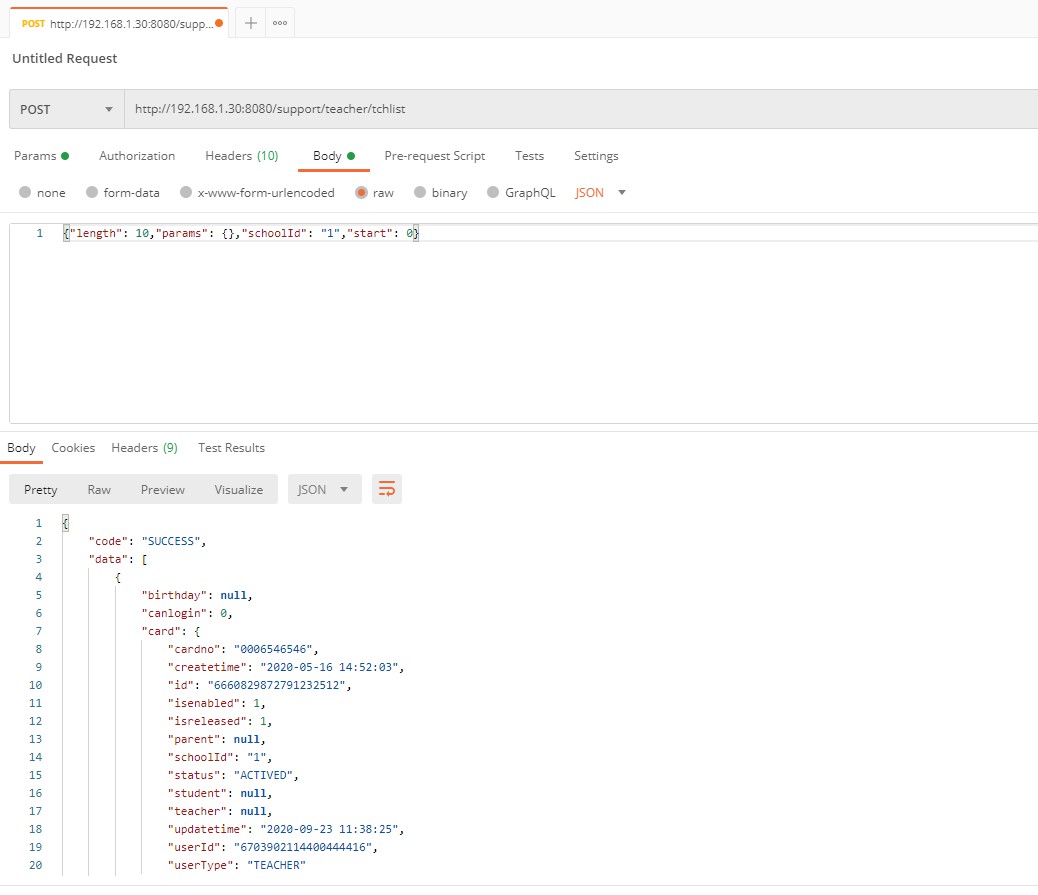 POST http://192.168.1.30:8080/supp...
Untitled Request
POST http://192.168.1.30:8080/support/teacher/tchlist
Params Authorization Headers (10) Body Pre-request Script Tests Settings
none form-data x-www-form-urlencoded raw binary GraphQL JSON
1 {"length": 10,"params": {},"schoolId": "1","start": 0}
Body Cookies Headers (9) Test Results
Pretty Raw Preview Visualize JSON
1 {
2 "code": "SUCCESS",
3 "data": [
4 {
5 "birthday": null,
6 "canlogin": 0,
7 "card": {
8 "cardno": "0006546546",
9 "createtime": "2020-05-16 14:52:03",
10 "id": "6660829872791232512",
11 "isenabled": 1,
12 "isreleased": 1,
13 "parent": null,
14 "schoolId": "1",
15 "status": "ACTIVED",
16 "student": null,
17 "teacher": null,
18 "updatetime": "2020-09-23 11:38:25",
19 "userId": "6703902114400444416",
20 "userType": "TEACHER"